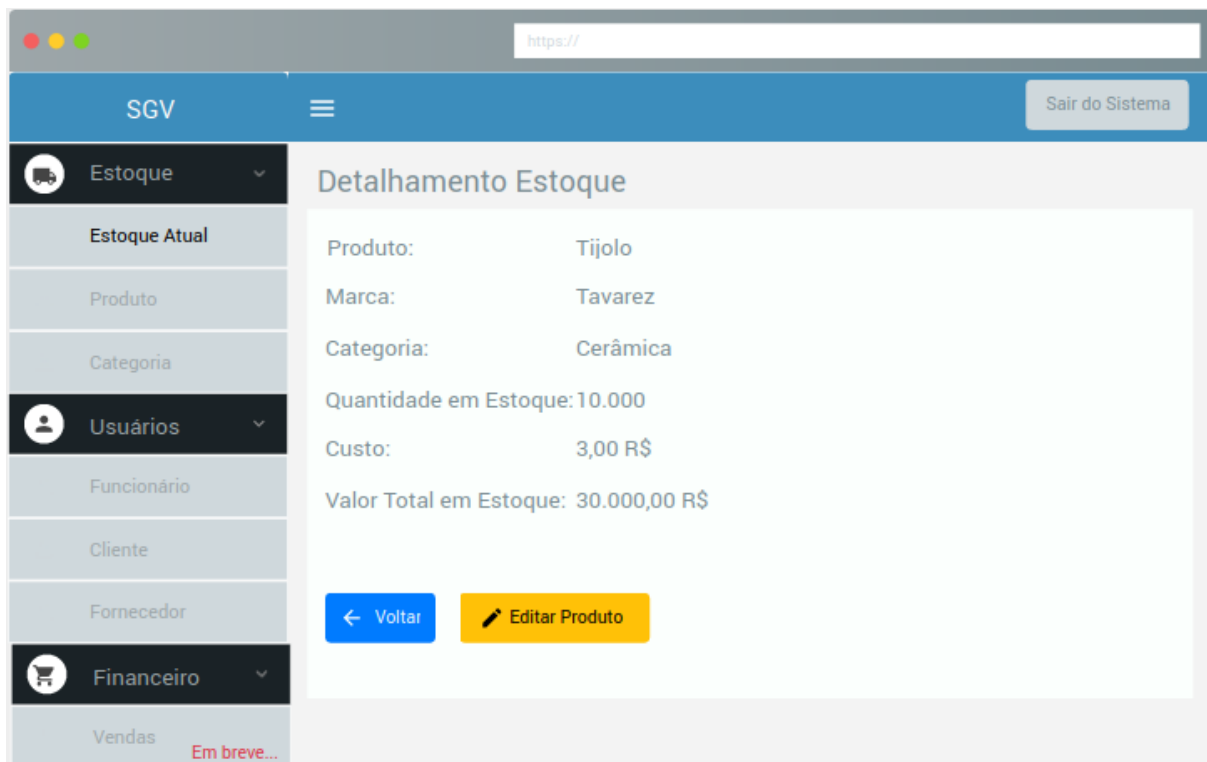 https://
SGV
Sair do Sistema
Estoque
Estoque Atual
Produto
Categoria
Usuários
Funcionário
Cliente
Fornecedor
Financeiro
Vendas
Em breve...
Detalhamento Estoque
Produto: Tijolo
Marca: Tavarez
Categoria: Cerâmica
Quantidade em Estoque: 10.000
Custo: 3,00 R$
Valor Total em Estoque: 30.000,00 R$
Voltar
Editar Produto